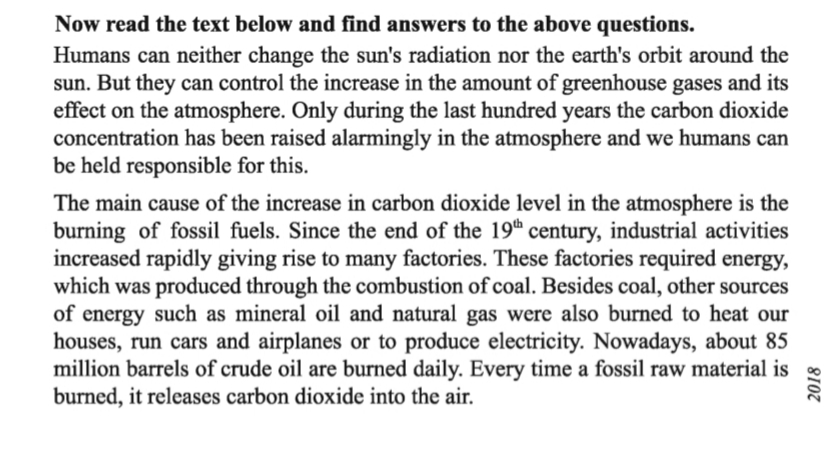 Now read the text below and find answers to the above questions.
Humans can neither change the sun's radiation nor the earth's orbit around the
sun. But they can control the increase in the amount of greenhouse gases and its
effect on the atmosphere. Only during the last hundred years the carbon dioxide
concentration has been raised alarmingly in the atmosphere and we humans can
be held responsible for this.
The main cause of the increase in carbon dioxide level in the atmosphere is the
burning of fossil fuels. Since the end of the 19th century, industrial activities
increased rapidly giving rise to many factories. These factories required energy,
which was produced through the combustion of coal. Besides coal, other sources
of energy such as mineral oil and natural gas were also burned to heat our
houses, run cars and airplanes or to produce electricity. Nowadays, about 85
million barrels of crude oil are burned daily. Every time a fossil raw material is
burned, it releases carbon dioxide into the air.
2018